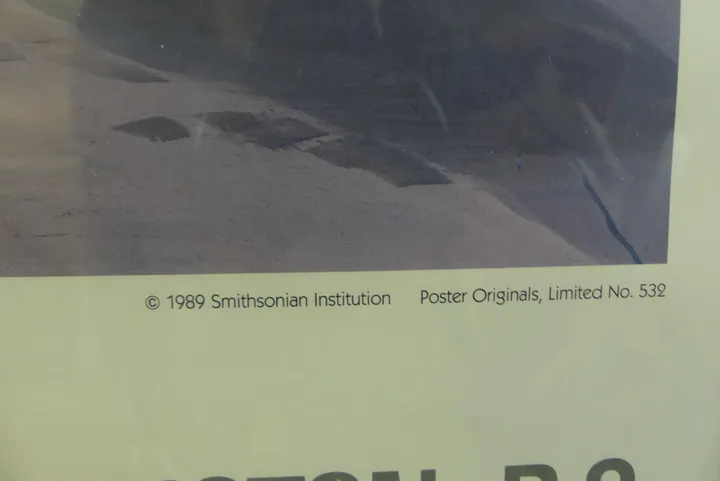 © 1989 Smithsonian Institution Poster Originals, Limited No. 532